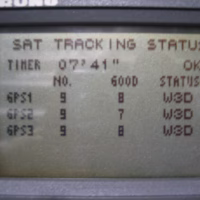 SAT TRACKING STATUS
TIMER 07'41" OK
NO. GOOD STATUS
GPS1 9 8 W3D
GPS2 9 7 W3D
GPS3 9 8 W3D